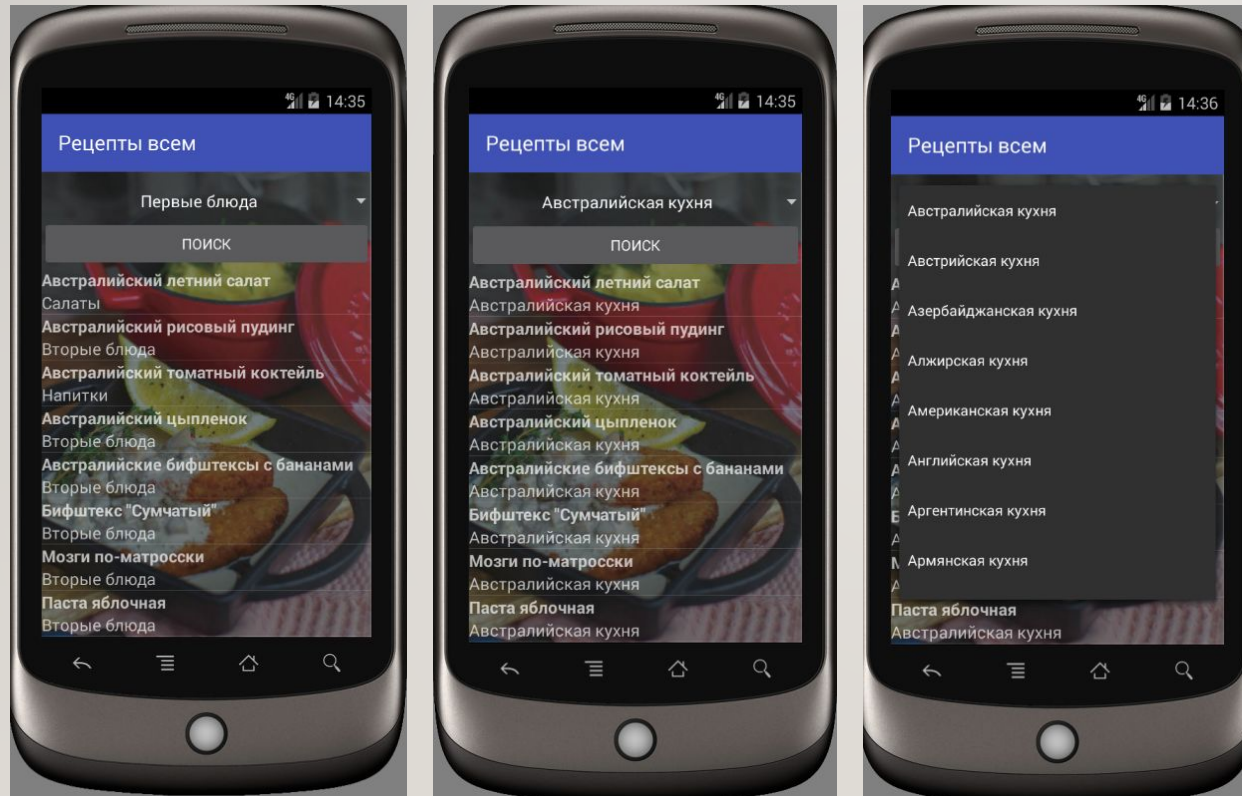 4G 14:35
Рецепты всем
Первые блюда
ПОИСК
Австралийский летний салат
Салаты
Австралийский рисовый пудинг
Вторые блюда
Австралийский томатный коктейль
Напитки
Австралийский цыпленок
Вторые блюда
Австралийские бифштексы с бананами
Вторые блюда
Бифштекс "Сумчатый"
Вторые блюда
Мозги по-матросски
Вторые блюда
Паста яблочная
Вторые блюда
4G 14:35
Рецепты всем
Австралийская кухня
ПОИСК
Австралийский летний салат
Австралийская кухня
Австралийский рисовый пудинг
Австралийская кухня
Австралийский томатный коктейль
Австралийская кухня
Австралийский цыпленок
Австралийская кухня
Австралийские бифштексы с бананами
Австралийская кухня
Бифштекс "Сумчатый"
Австралийская кухня
Мозги по-матросски
Австралийская кухня
Паста яблочная
Австралийская кухня
4G 14:36
Рецепты всем
Австралийская кухня
Австрийская кухня
Азербайджанская кухня
Алжирская кухня
Американская кухня
Английская кухня
Аргентинская кухня
Армянская кухня
Паста яблочная
Австралийская кухня